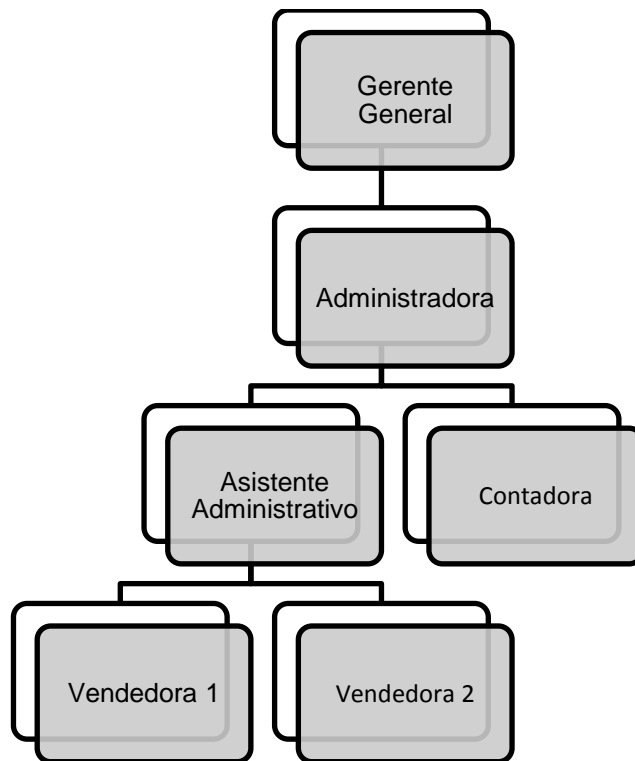 Gerente
General
Administradora
Asistente
Administrativo
Contadora
Vendedora 1
Vendedora 2